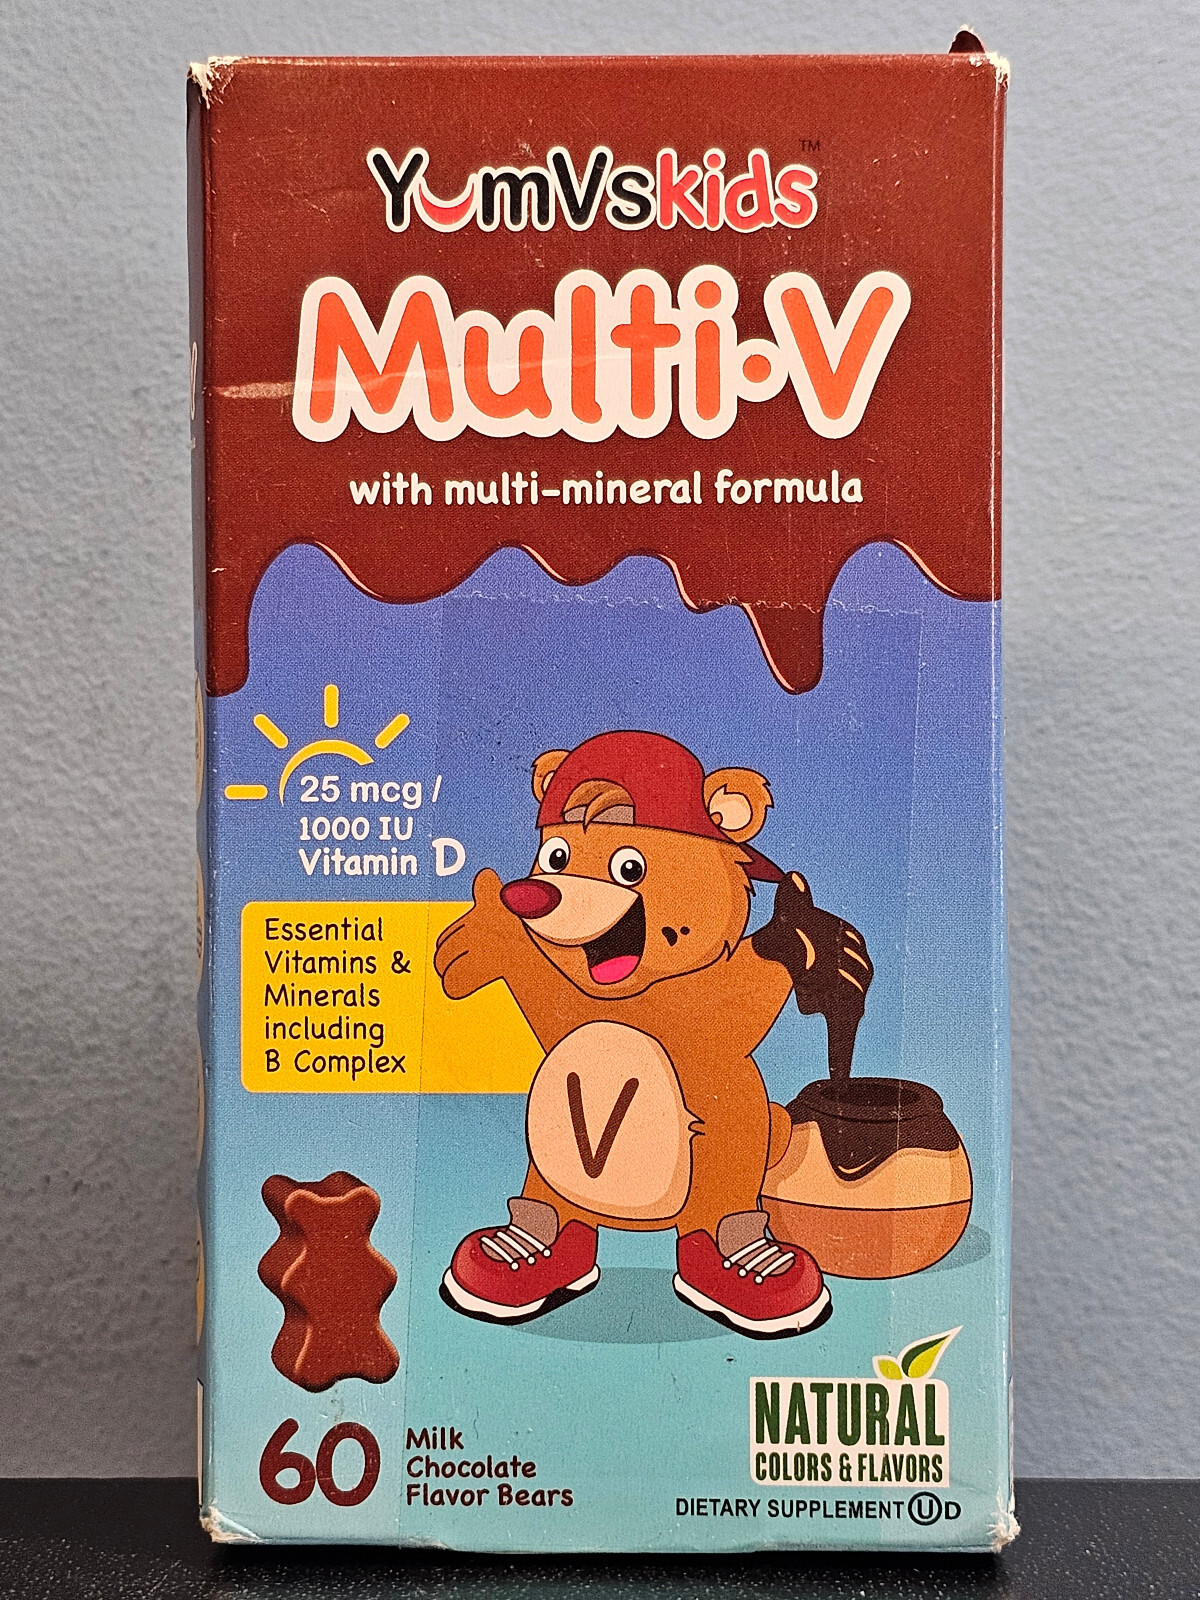 YumVskids™
Multi•V
with multi-mineral formula
25 mcg /
1000 IU
Vitamin D
Essential
Vitamins &
Minerals
including
B Complex
V
60
Milk
Chocolate
Flavor Bears
NATURAL
COLORS & FLAVORS
DIETARY SUPPLEMENT Ⓤ D